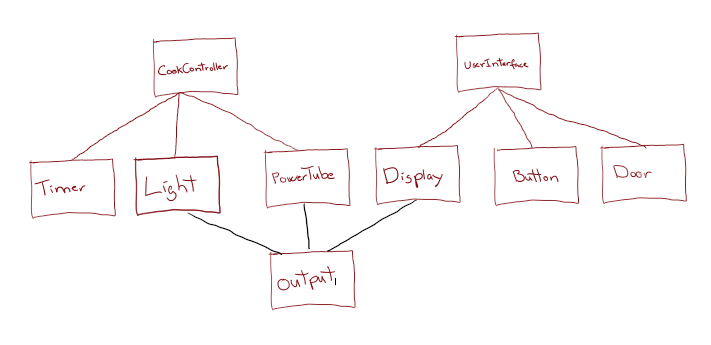 CookController
UserInterface
Timer
Light
PowerTube
Display
Button
Door
Output